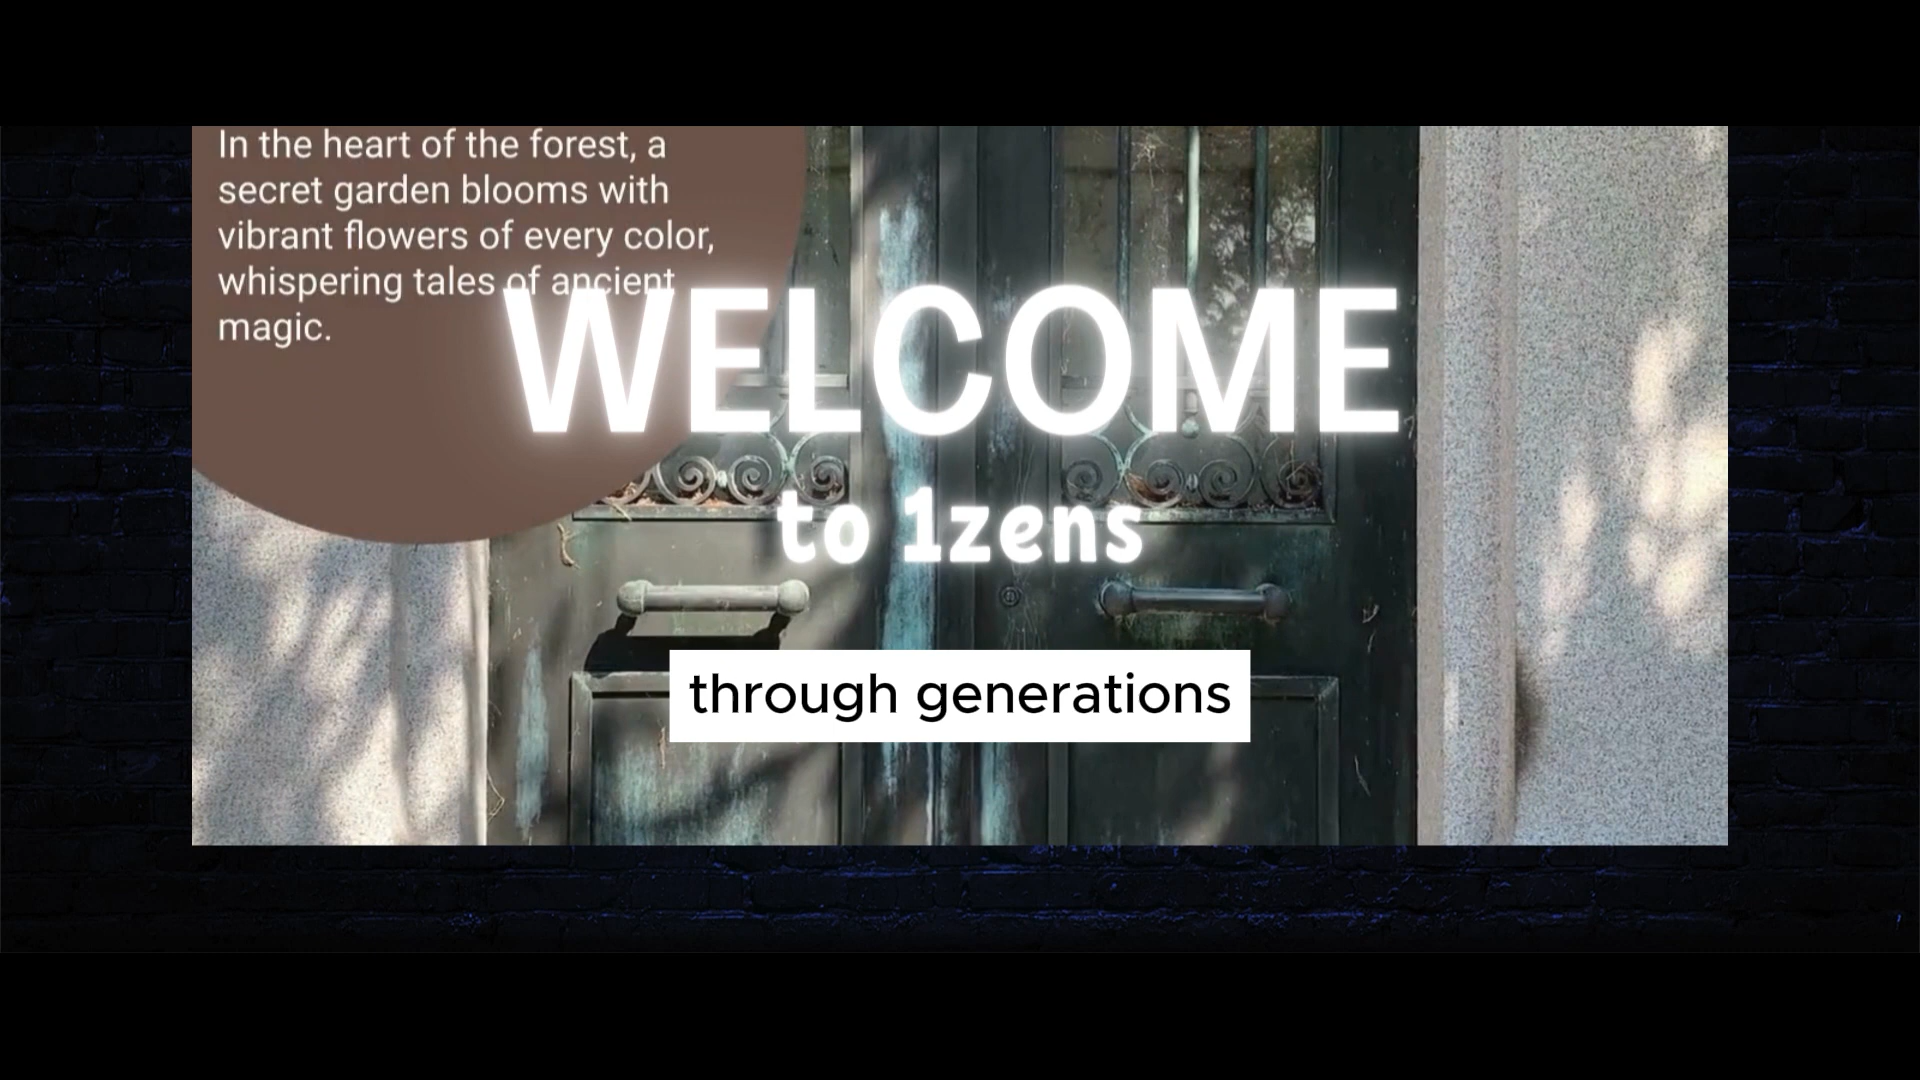 In the heart of the forest, a
secret garden blooms with
vibrant flowers of every color,
whispering tales of ancient
magic.
WELCOME
to 1zens
through generations